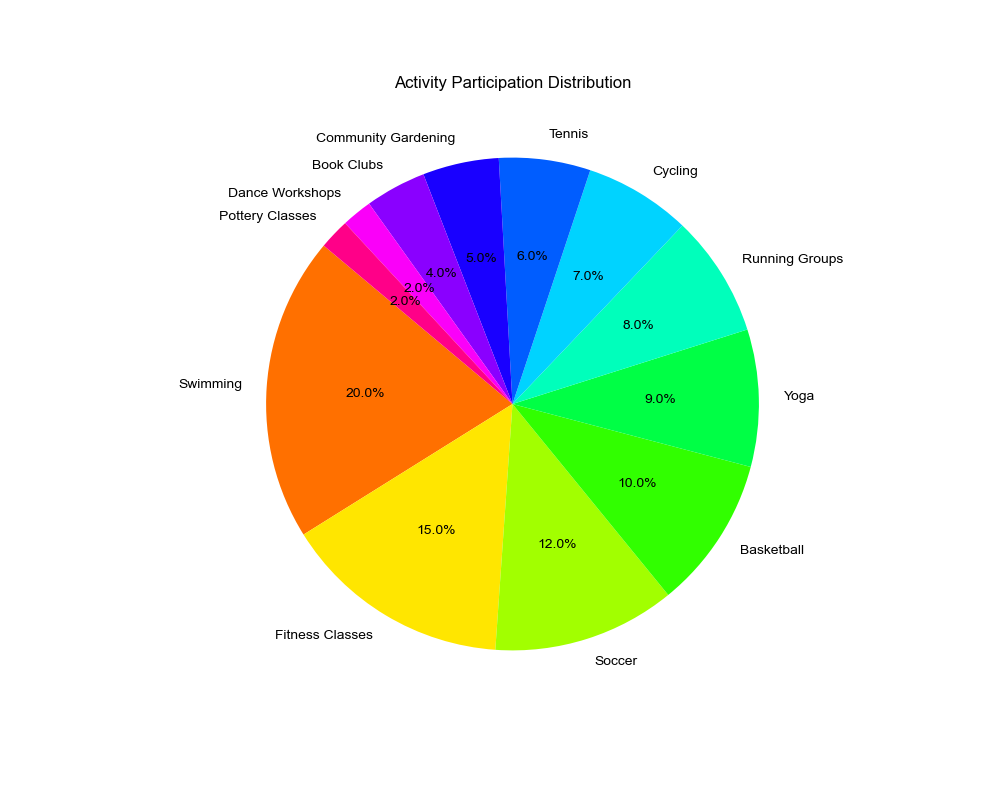 Activity Participation Distribution
Tennis
Community Gardening
Book Clubs
Cycling
Dance Workshops
Pottery Classes
Running Groups
6.0%
5.0%
4.0%
7.0%
2.0%
2.0%
8.0%
Swimming
20.0%
9.0%
Yoga
10.0%
15.0%
12.0%
Basketball
Fitness Classes
Soccer